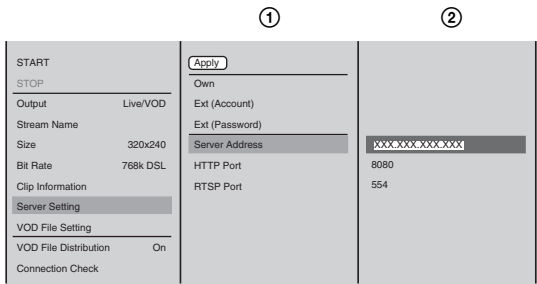 ① ②
START
STOP
Output Live/VOD
Stream Name
Size 320x240
Bit Rate 768k DSL
Clip Information
Server Setting
VOD File Setting
VOD File Distribution On
Connection Check
Apply
Own
Ext (Account)
Ext (Password)
Server Address
HTTP Port
RTSP Port
XXX.XXX.XXX.XXX
8080
554